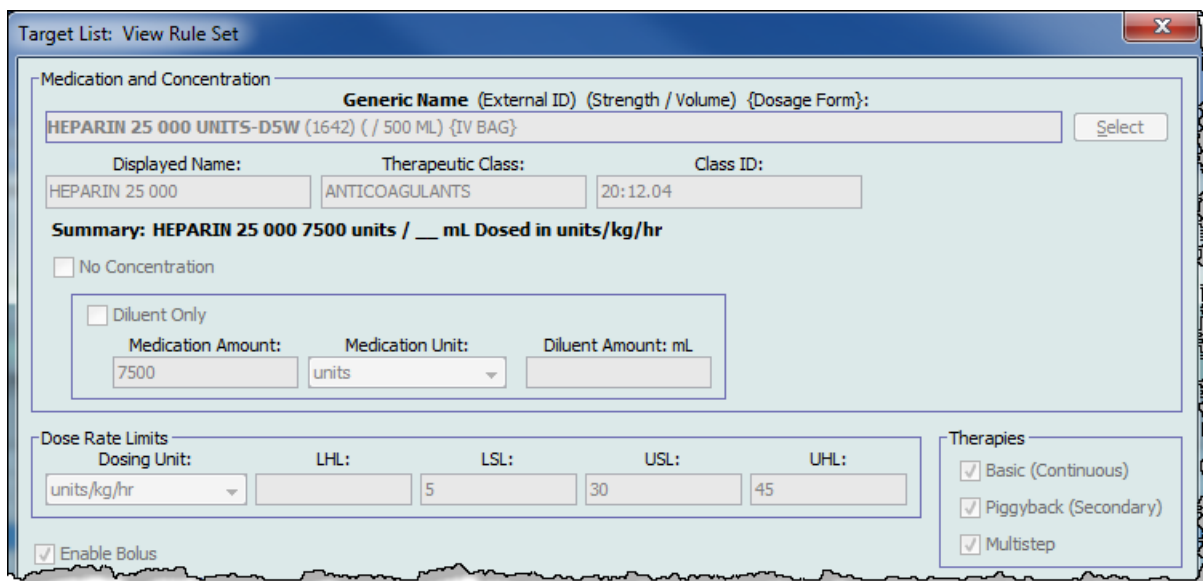 Target List: View Rule Set
x
Medication and Concentration
Generic Name (External ID) (Strength / Volume) {Dosage Form}:
HEPARIN 25 000 UNITS-D5W (1642) ( / 500 ML) {IV BAG}
Select
Displayed Name: Therapeutic Class: Class ID:
HEPARIN 25 000 ANTICOAGULANTS 20:12.04
Summary: HEPARIN 25 000 7500 units / __ mL Dosed in units/kg/hr
No Concentration
Diluent Only
Medication Amount: Medication Unit: Diluent Amount: mL
7500 units
Dose Rate Limits
Dosing Unit: LHL: LSL: USL: UHL:
units/kg/hr 5 30 45
Therapies
Basic (Continuous)
Piggyback (Secondary)
Multistep
Enable Bolus